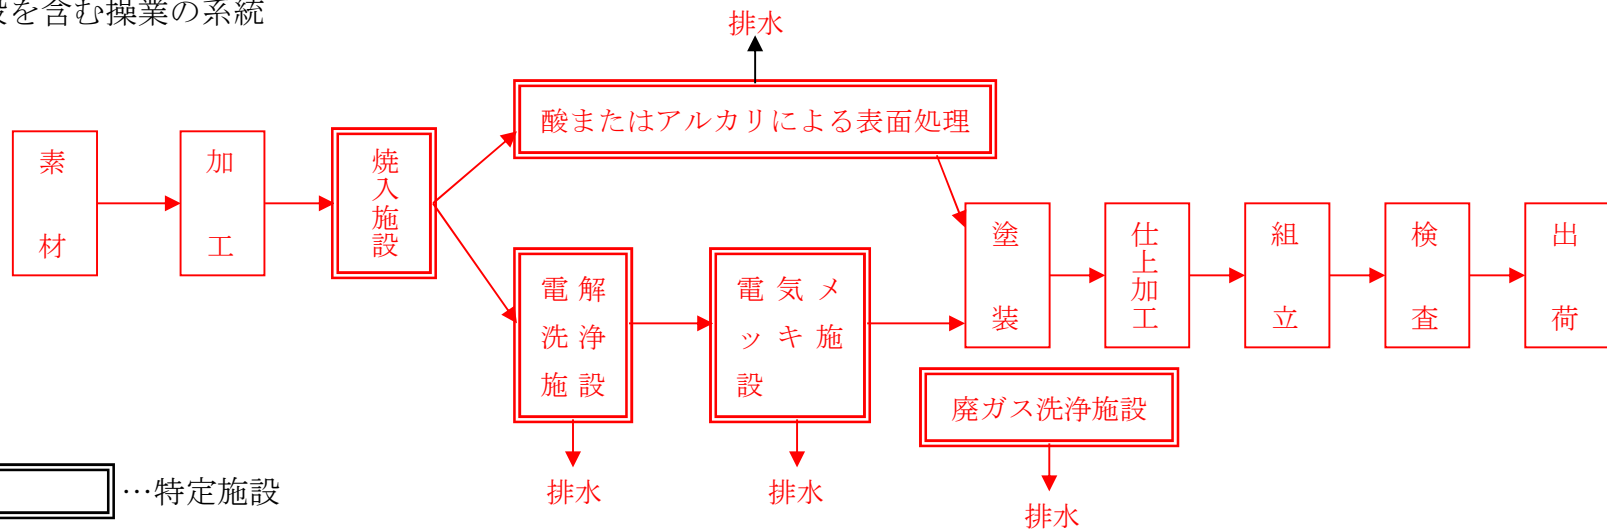 を含む操業の系統
排水
酸またはアルカリによる表面処理
素材
加工
焼入施設
電解
洗浄
施設
電気メ
ッキ施
設
塗装
仕上加工
組立
検査
出荷
廃ガス洗浄施設
…特定施設
排水
排水
排水